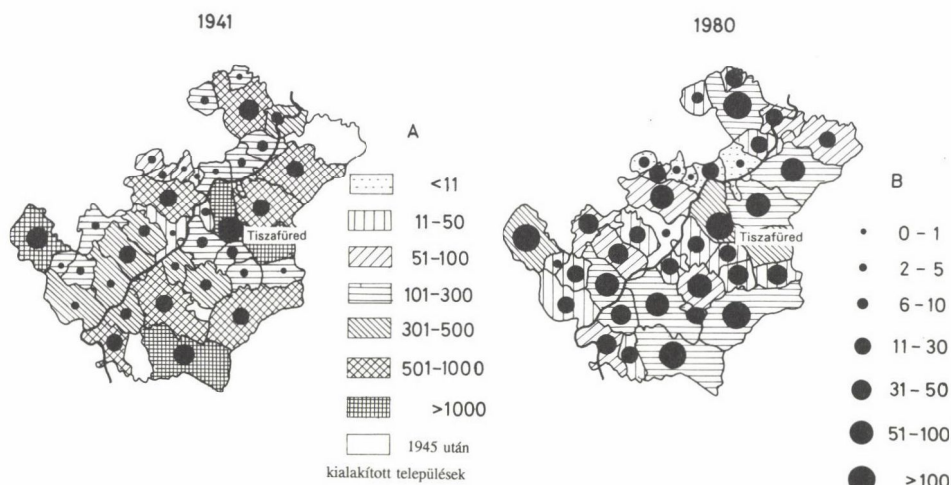 1941
1980
Tiszafüred
Tiszafüred
A
<11
11-50
51-100
101-300
301-500
501-1000
>1000
1945 után
kialakított települések
B
0-1
2-5
6-10
11-30
31-50
51-100
>100